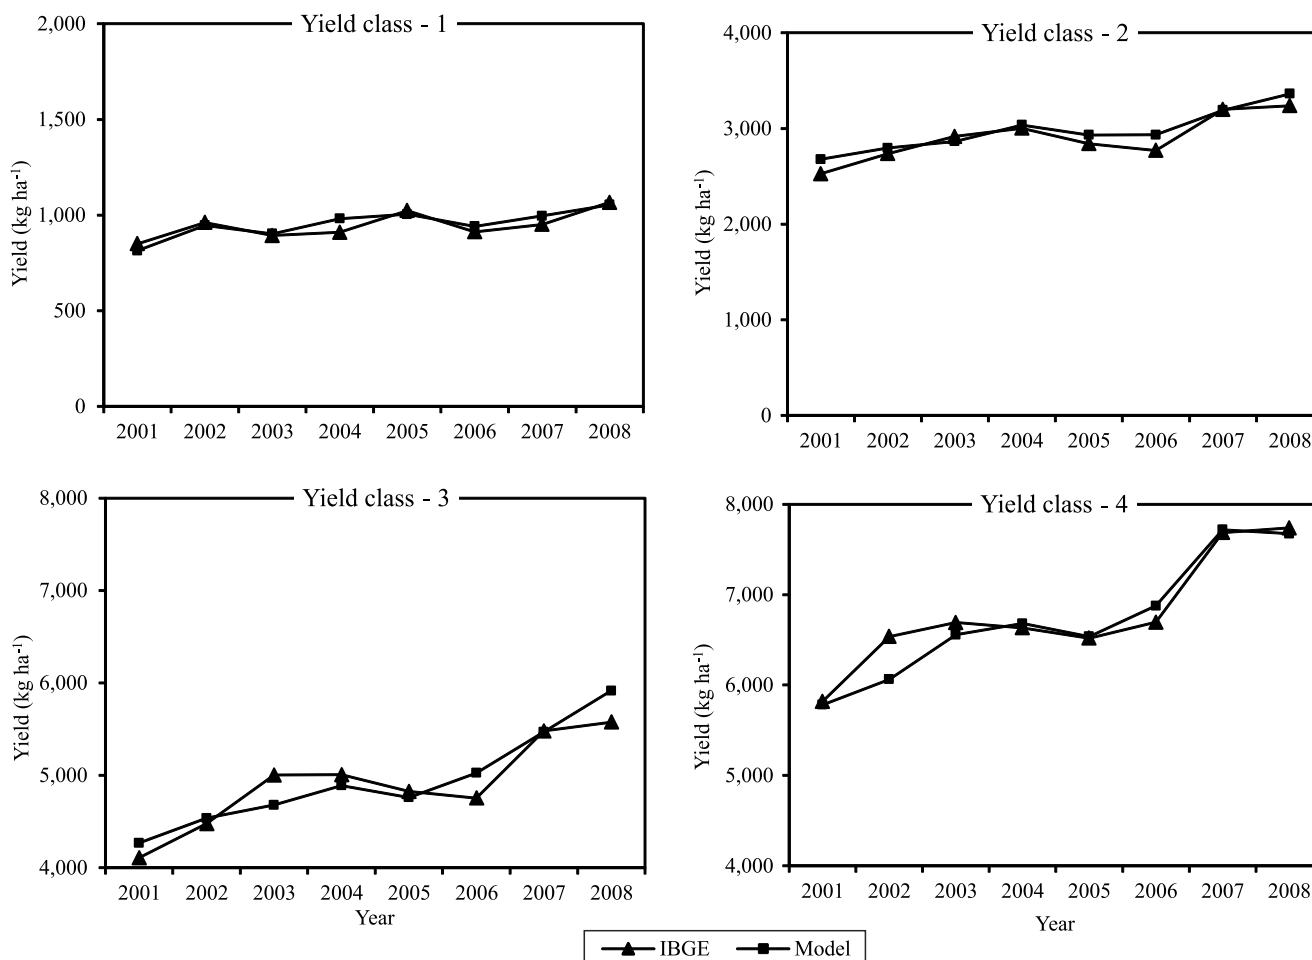 Yield class - 1
2,000
1,500
1,000
500
0
Yield (kg ha-1)
2001 2002 2003 2004 2005 2006 2007 2008
Yield class - 2
4,000
3,000
2,000
1,000
0
Yield (kg ha-1)
2001 2002 2003 2004 2005 2006 2007 2008
Yield class - 3
8,000
7,000
6,000
5,000
4,000
Yield (kg ha-1)
2001 2002 2003 2004 2005 2006 2007 2008
Year
Yield class - 4
8,000
7,000
6,000
5,000
4,000
Yield (kg ha-1)
2001 2002 2003 2004 2005 2006 2007 2008
Year
IBGE Model